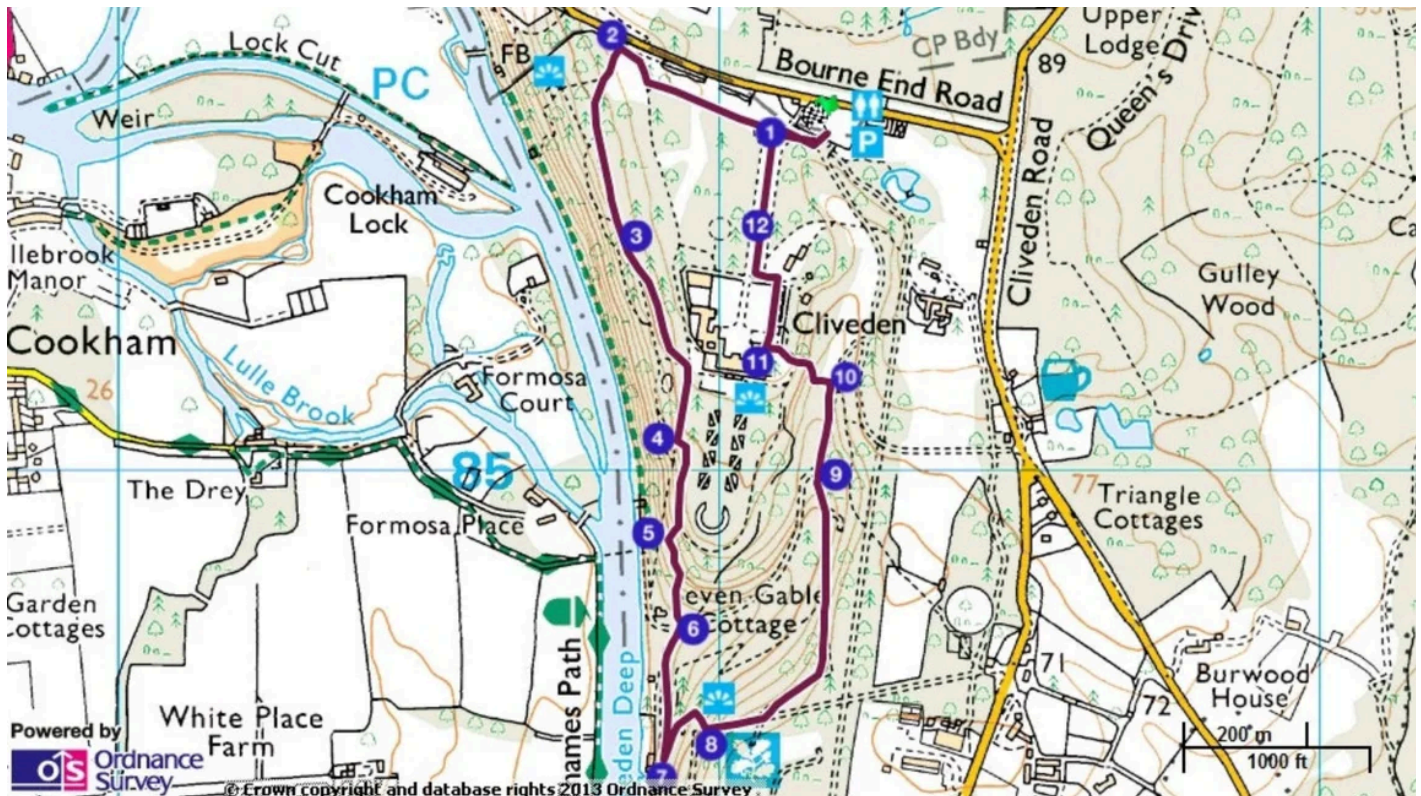 2
Lock Cut
FB
PC
Upper
Lodge
CP Bdy
89
Bourne End Road
Queen's Driv
Weir
1
P
Cookham
Lock
Cliveden Road
12
3
llebrook
Manor
Gulley
Wood
Ca
Cliveden
Cookham
11
10
26
Lulle Brook
Formosa
Court
4
9
85
77
The Drey
Triangle
Cottages
Formosa Place
5
Garden
Cottages
even Gable
Cottage
6
71
Burwood
House
72
hames Path
eden Deep
White Place
Farm
8
7
200 m
1000 ft
Powered by
OS Ordnance
Survey
© Crown copyright and database rights 2013 Ordnance Survey